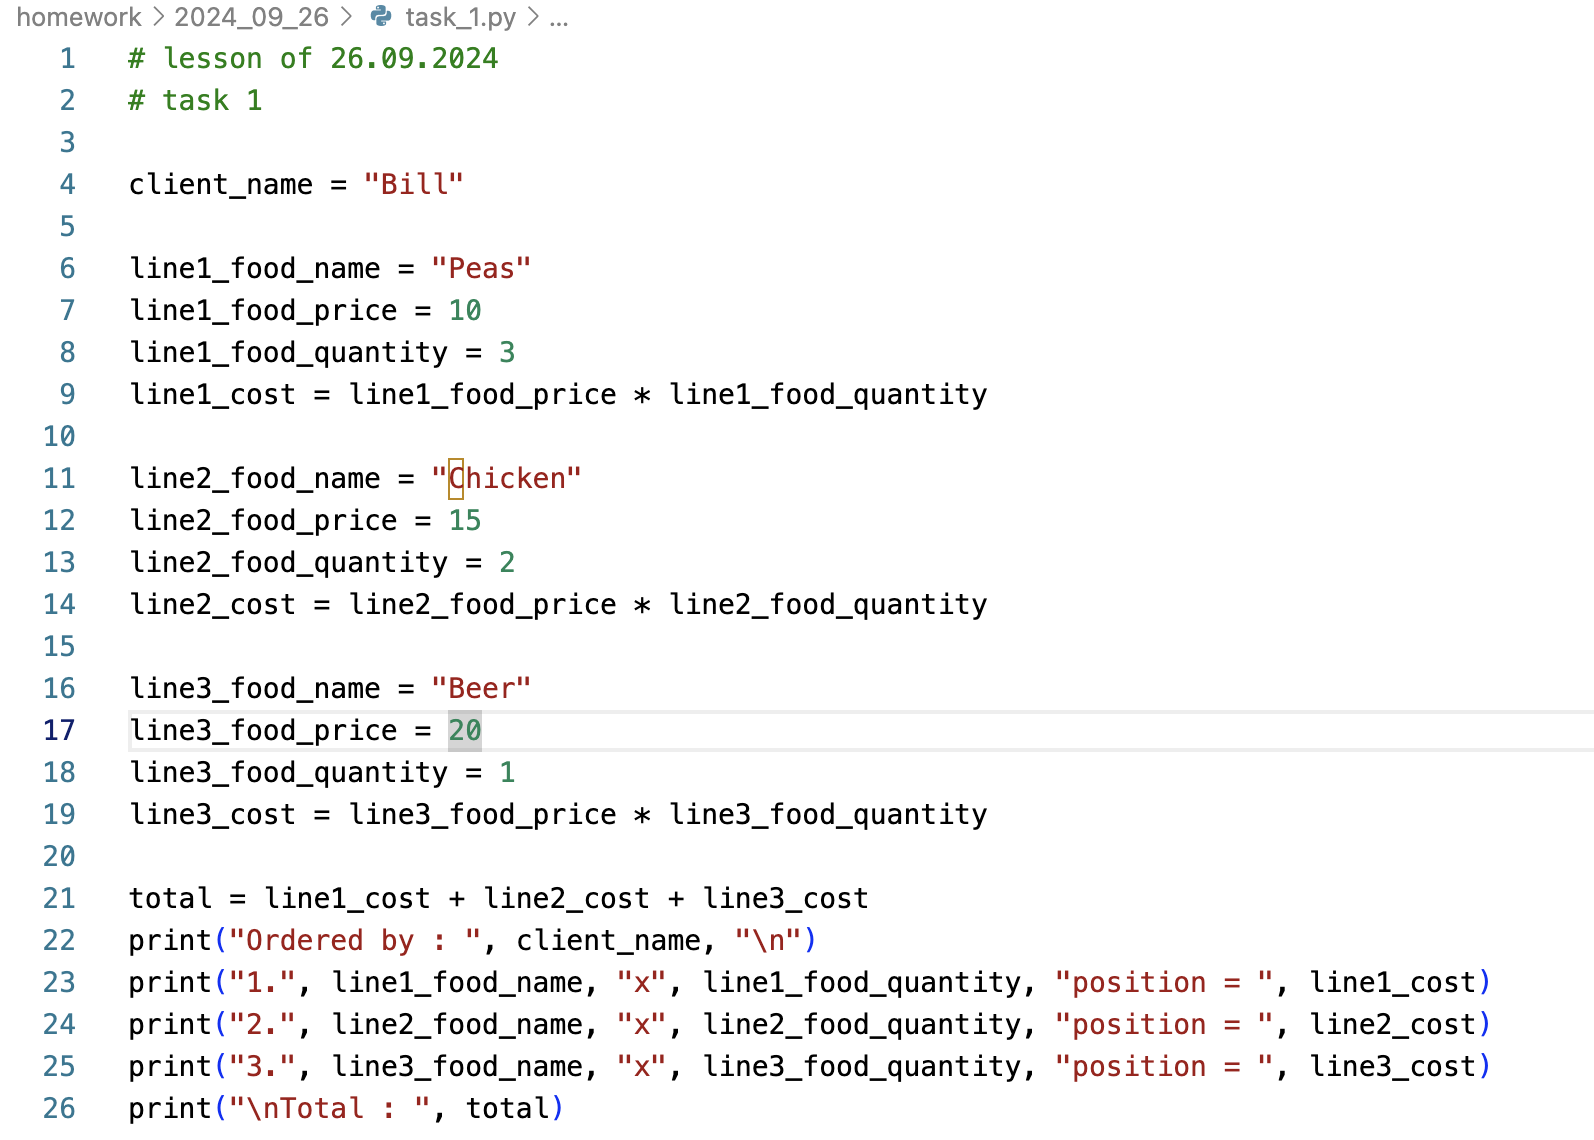 homework > 2024_09_26 > task_1.py > ...
1 # lesson of 26.09.2024
2 # task 1
3
4 client_name = "Bill"
5
6 line1_food_name = "Peas"
7 line1_food_price = 10
8 line1_food_quantity = 3
9 line1_cost = line1_food_price * line1_food_quantity
10
11 line2_food_name = "Chicken"
12 line2_food_price = 15
13 line2_food_quantity = 2
14 line2_cost = line2_food_price * line2_food_quantity
15
16 line3_food_name = "Beer"
17 line3_food_price = 20
18 line3_food_quantity = 1
19 line3_cost = line3_food_price * line3_food_quantity
20
21 total = line1_cost + line2_cost + line3_cost
22 print("Ordered by : ", client_name, "\n")
23 print("1.", line1_food_name, "x", line1_food_quantity, "position = ", line1_cost)
24 print("2.", line2_food_name, "x", line2_food_quantity, "position = ", line2_cost)
25 print("3.", line3_food_name, "x", line3_food_quantity, "position = ", line3_cost)
26 print("\nTotal : ", total)